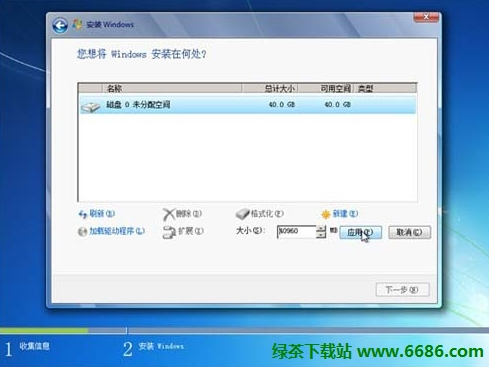 安装 Windows
您想将 Windows 安装在何处?
名称 总计大小 可用空间 类型
磁盘 0 未分配空间 40.0 GB 40.0 GB
刷新(R) 删除(D) 格式化(F) 新建(E)
加载驱动程序(L) 扩展(X) 大小(S): MB 应用(P) 取消(C)
下一步(N)
1 收集信息 2 安装 Windows
绿茶下载站 www.6686.com